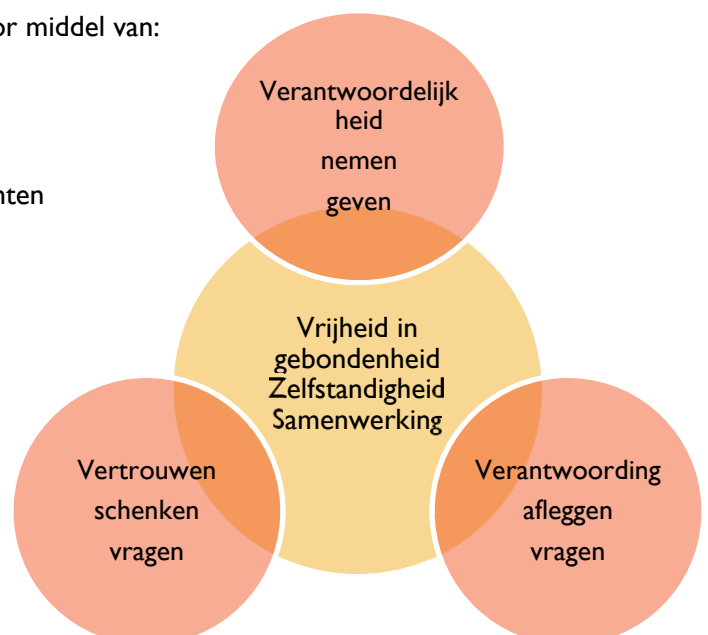 or middel van:
Verantwoordelijk
heid
nemen
geven
nten
Vrijheid in
gebondenheid
Zelfstandigheid
Samenwerking
Vertrouwen
schenken
vragen
Verantwoording
afleggen
vragen